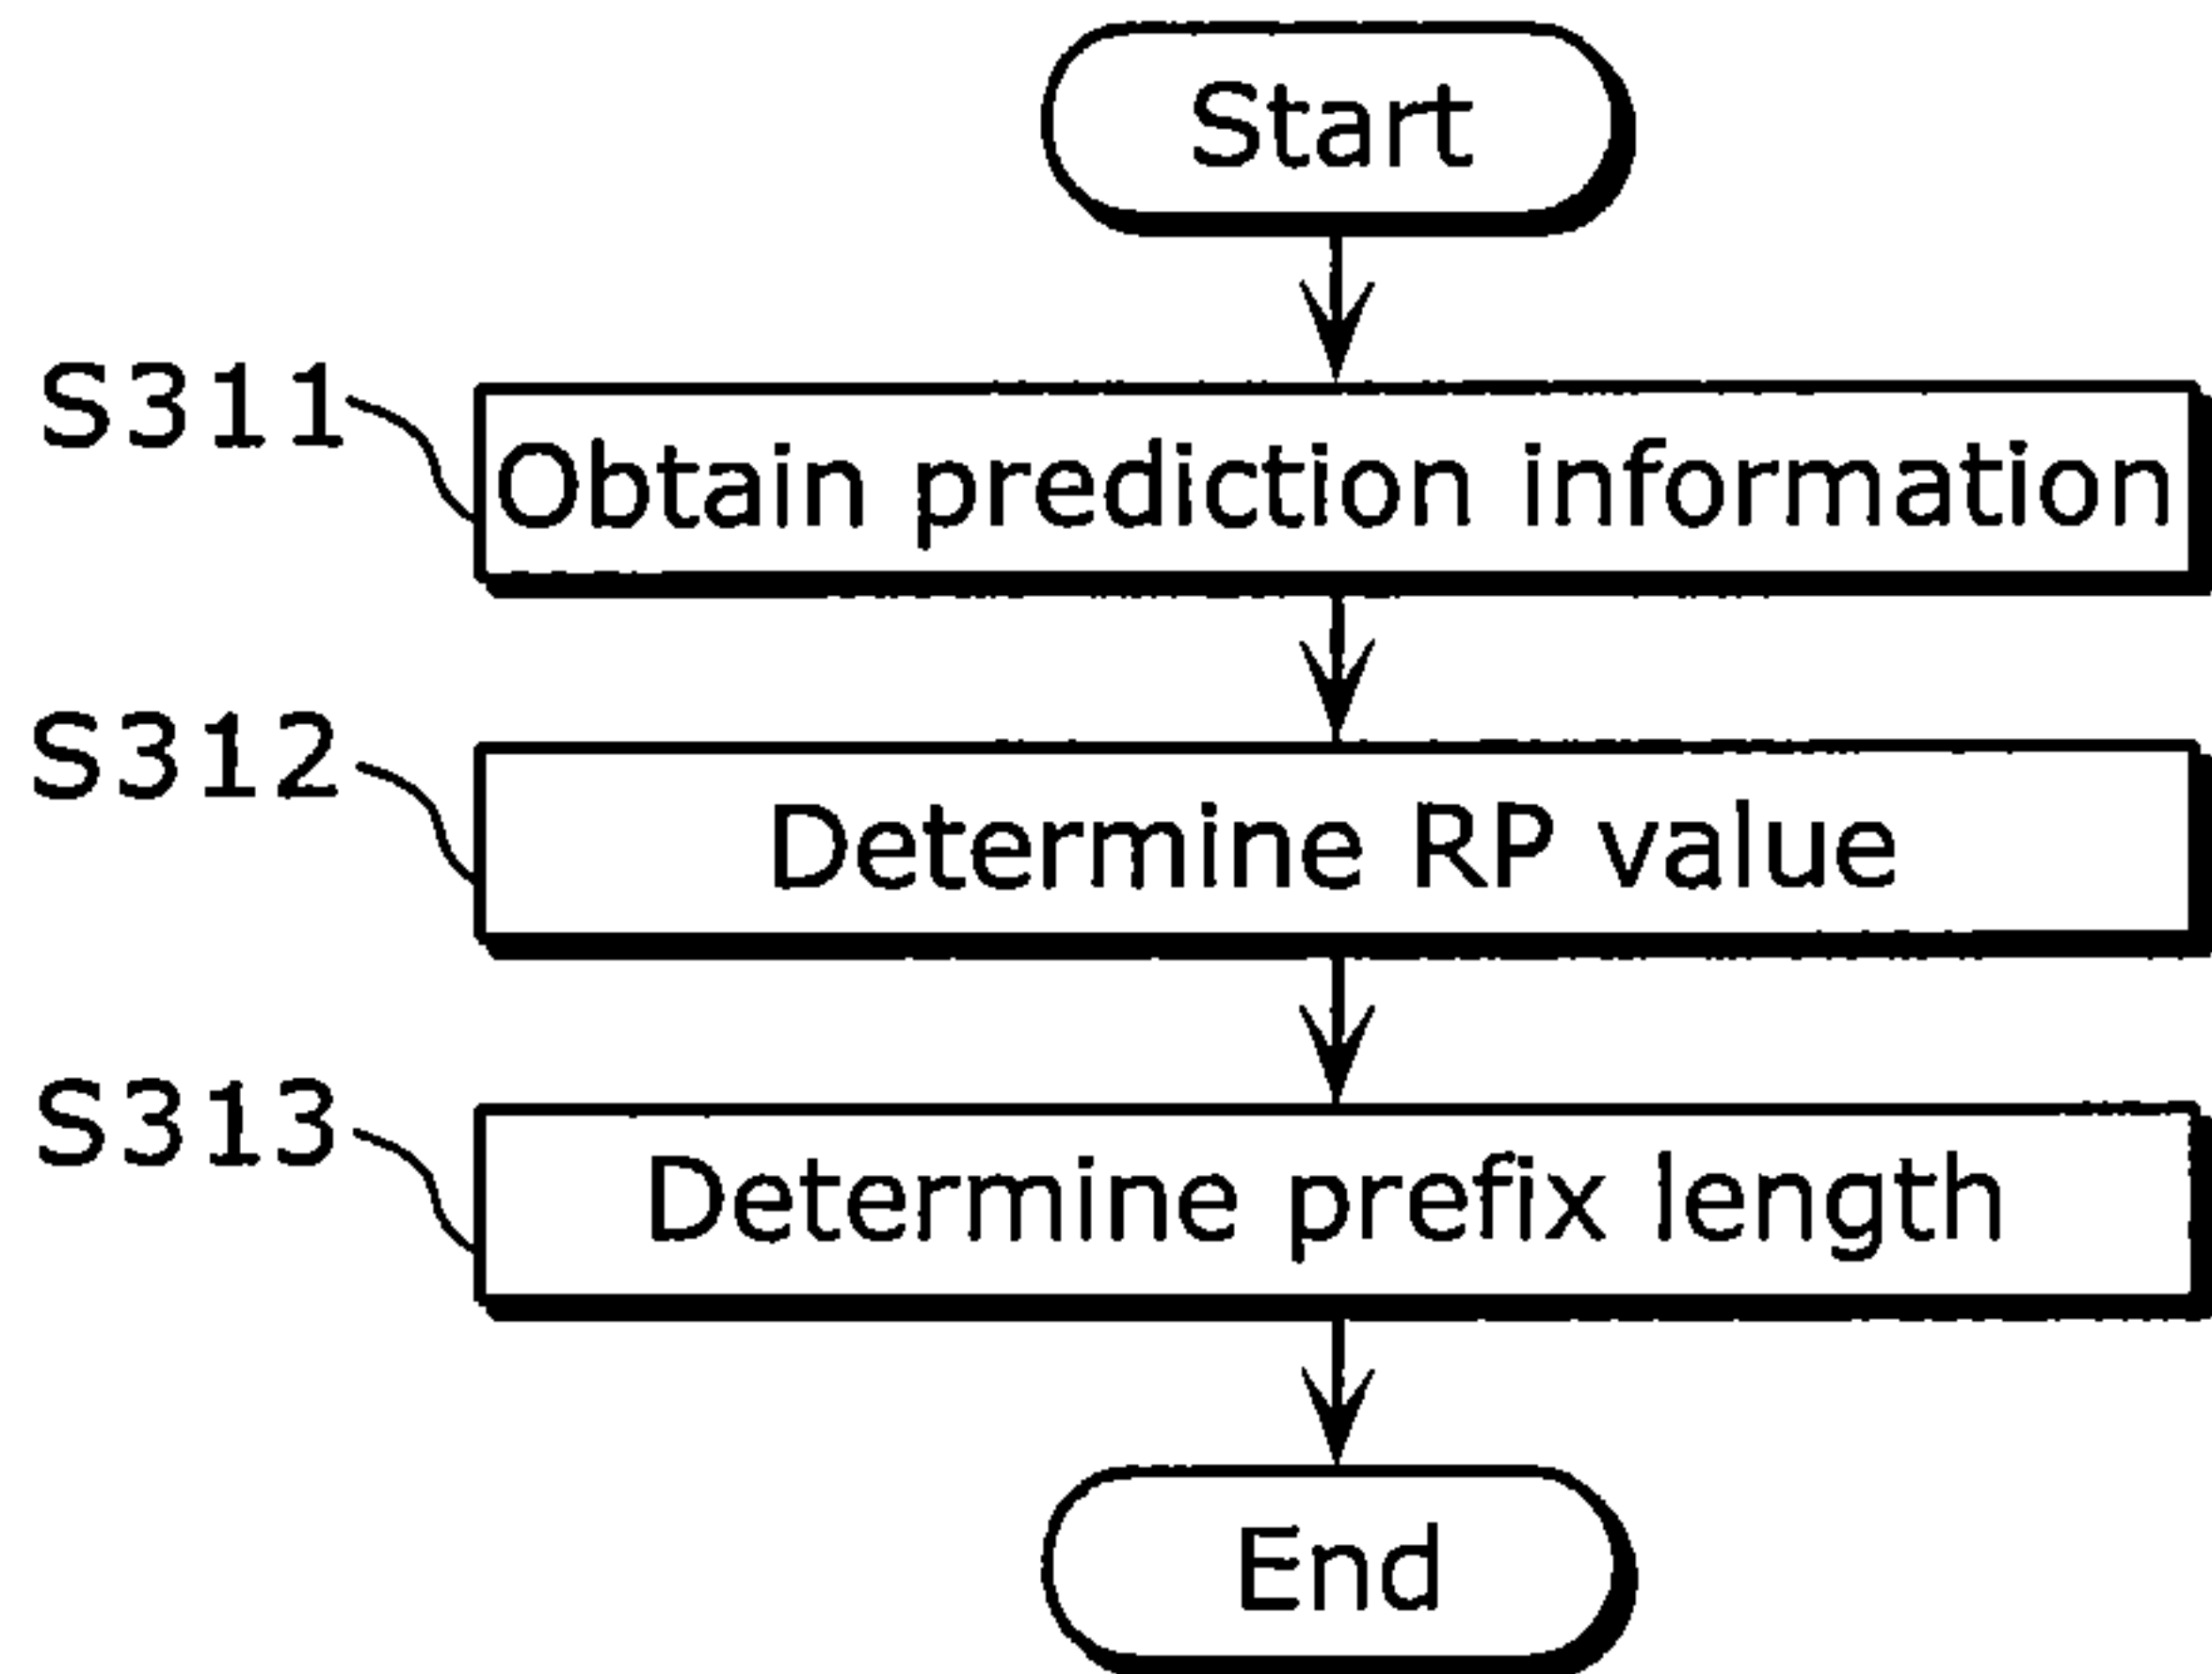 Start
S311
Obtain prediction information
S312
Determine RP value
S313
Determine prefix length
End